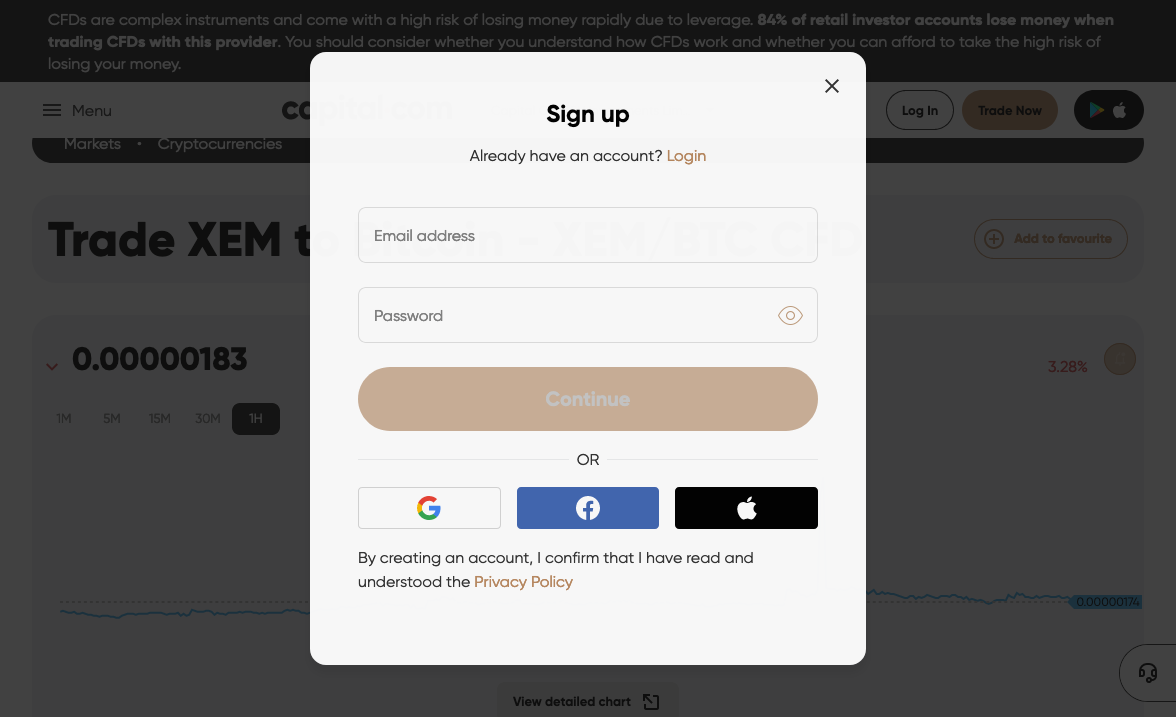 CFDs are complex instruments and come with a high risk of losing money rapidly due to leverage. 84% of retail investor accounts lose money when
trading CFDs with this provider. You should consider whether you understand how CFDs work and whether you can afford to take the high risk of
losing your money.
Menu
capital.com
Log In
Trade Now
Markets • Cryptocurrencies
Trade XEM to Bitcoin - XEM/BTC CFD
Add to favourite
0.00000183
3.28%
1M 5M 15M 30M 1H
0.00000174
View detailed chart
Sign up
Already have an account? Login
Email address
Password
Continue
OR
By creating an account, I confirm that I have read and
understood the Privacy Policy